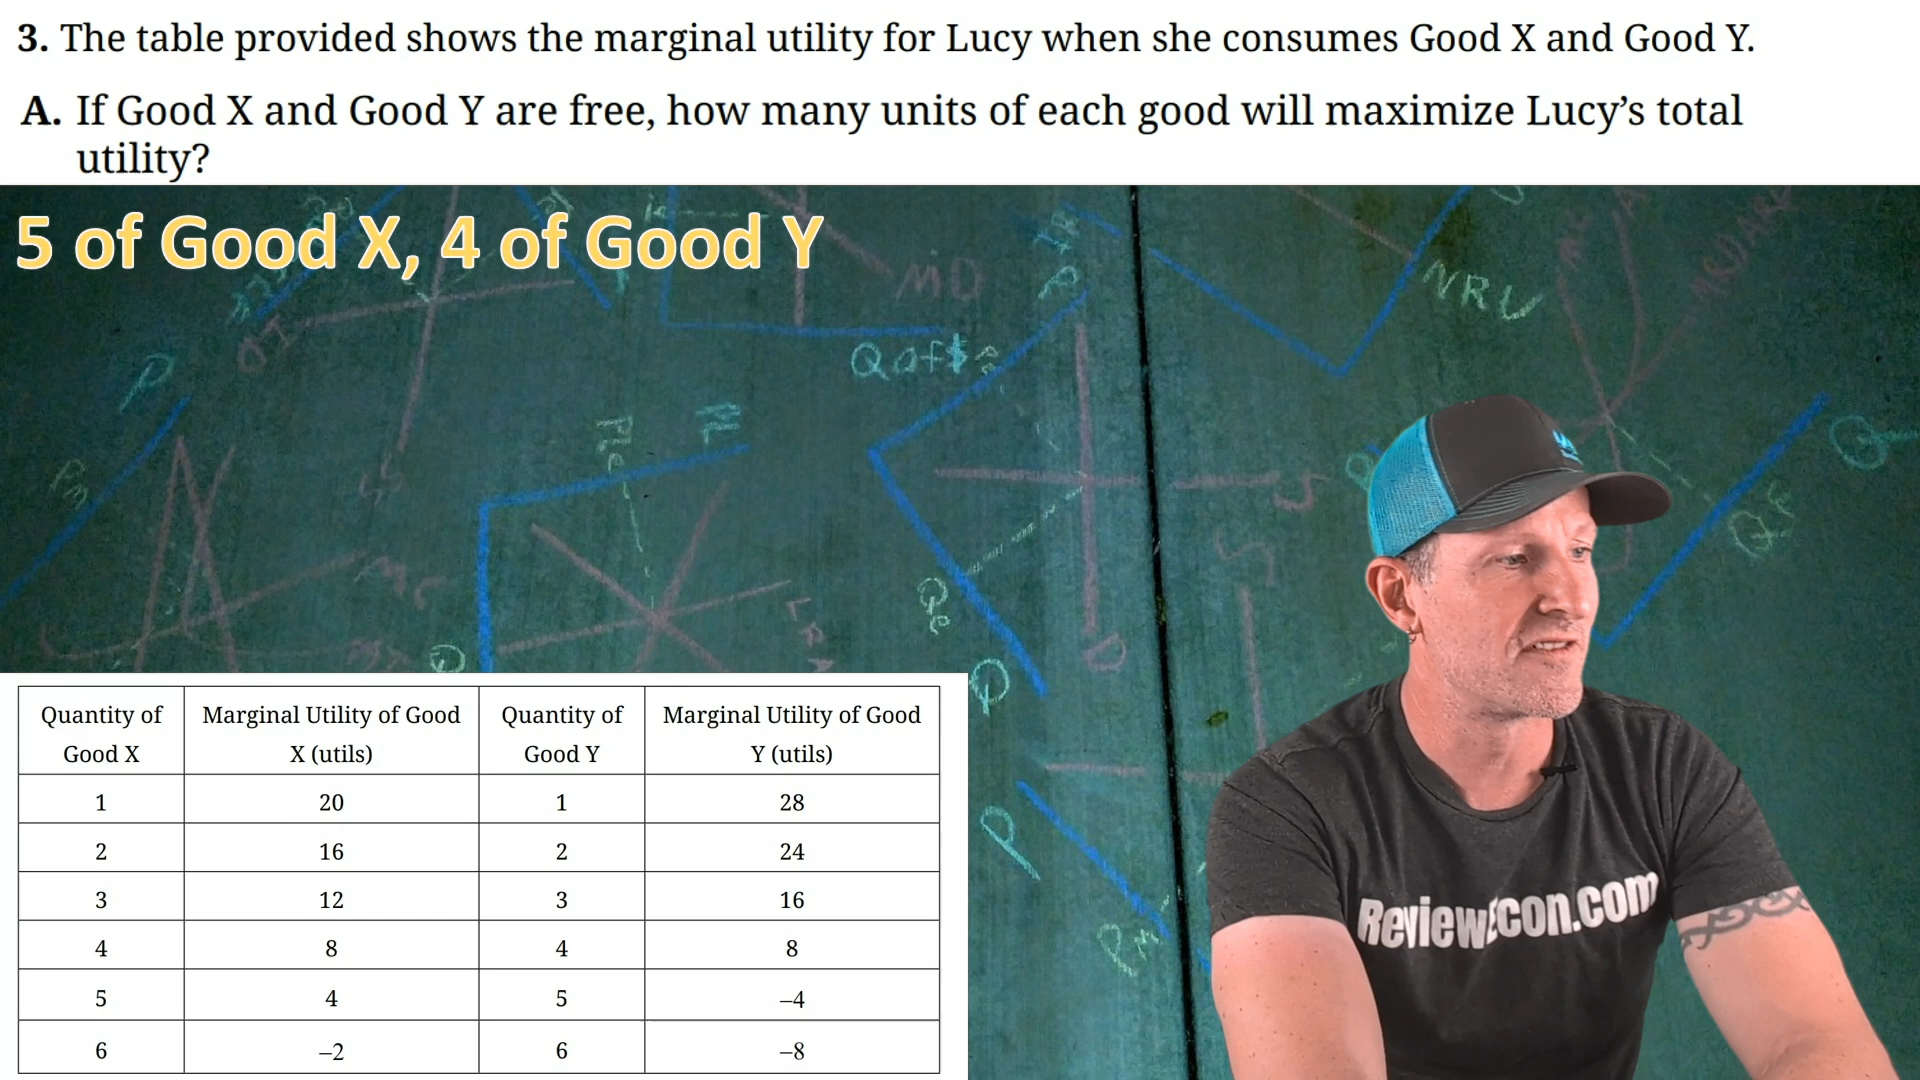 3. The table provided shows the marginal utility for Lucy when she consumes Good X and Good Y.
A. If Good X and Good Y are free, how many units of each good will maximize Lucy’s total
utility?
5 of Good X, 4 of Good Y
MD
NRU
Q of $
Quantity of Good X | Marginal Utility of Good X (utils) | Quantity of Good Y | Marginal Utility of Good Y (utils)
1 20 1 28
2 16 2 24
3 12 3 16
4 8 4 8
5 4 5 –4
6 –2 6 –8
ReviewEcon.com